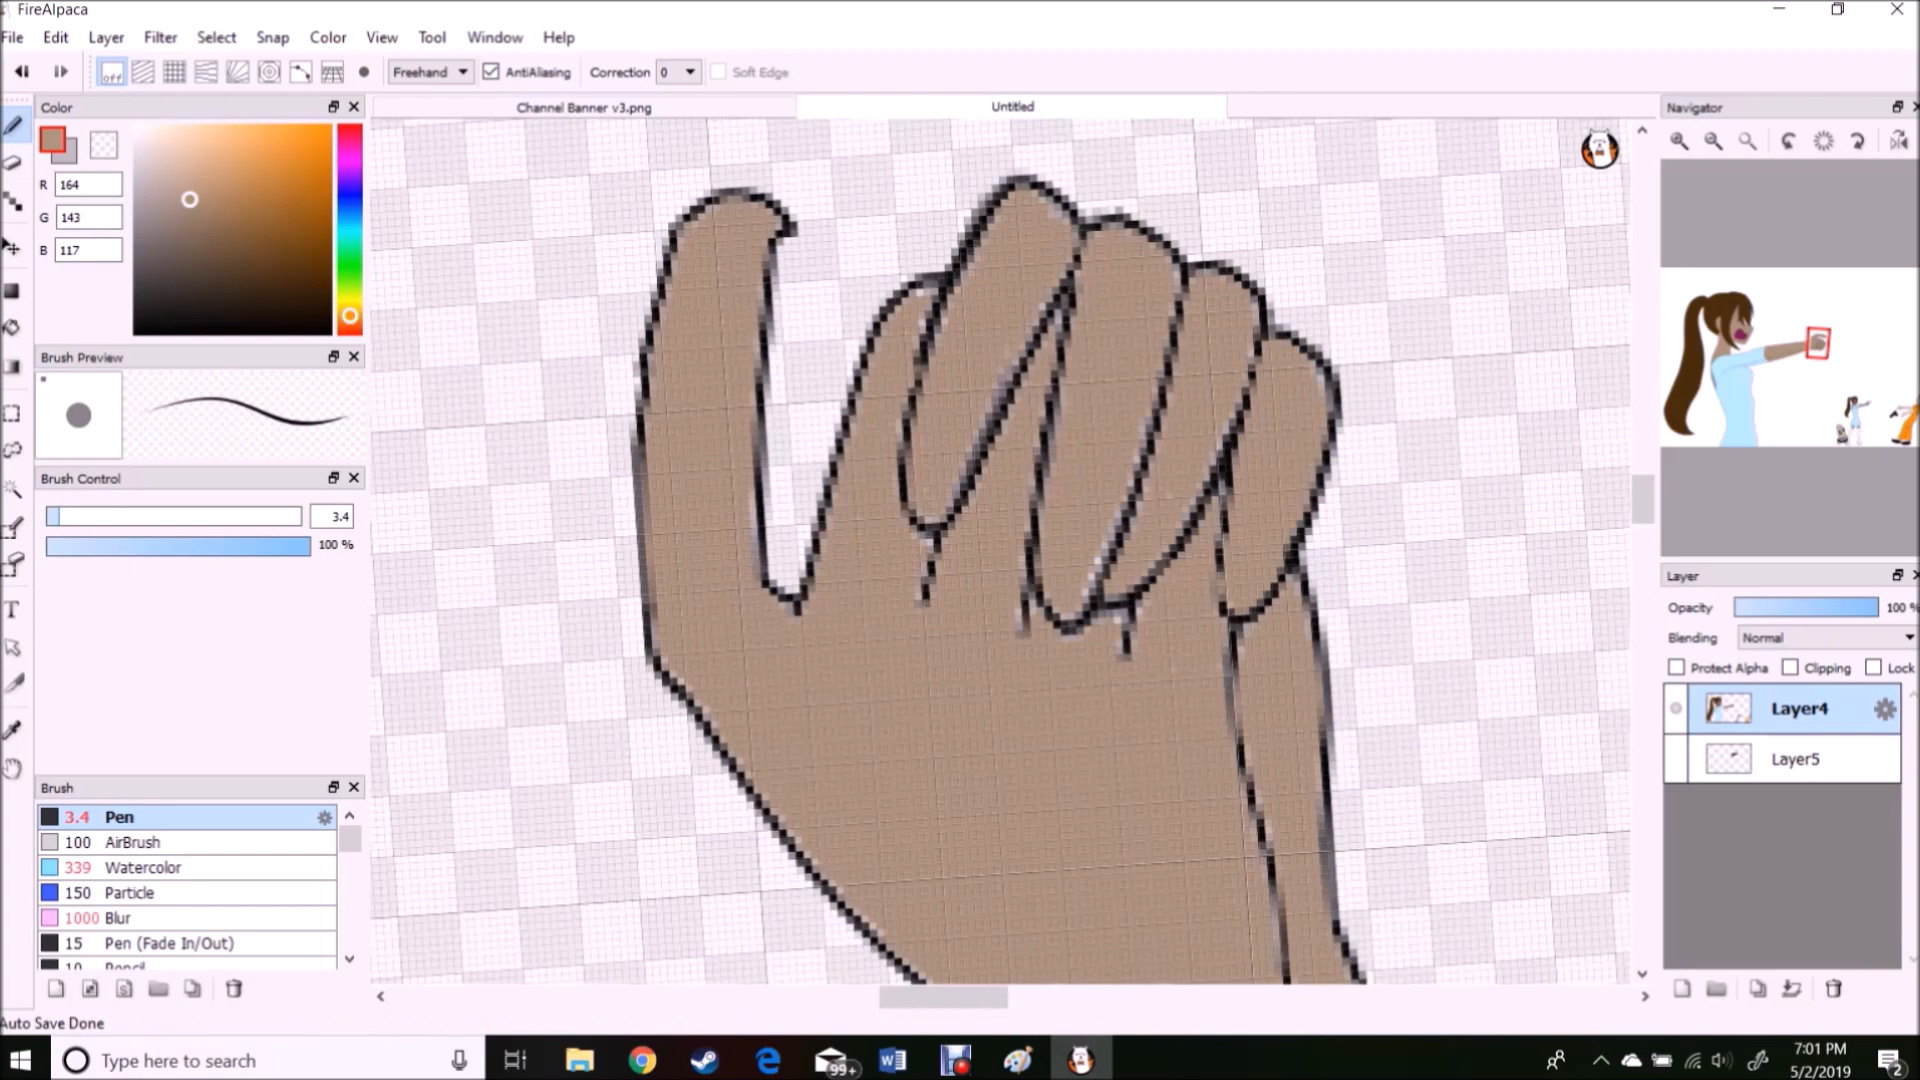 FireAlpaca
File Edit Layer Filter Select Snap Color View Tool Window Help
off Freehand AntiAliasing Correction 0 Soft Edge
Color
R 164
G 143
B 117
Brush Preview
Brush Control
3.4
100 %
Brush
3.4 Pen
100 AirBrush
339 Watercolor
150 Particle
1000 Blur
15 Pen (Fade In/Out)
10 Pencil
Auto Save Done
Channel Banner v3.png
Untitled
Navigator
Layer
Opacity 100 %
Blending Normal
Protect Alpha Clipping Lock
Layer4
Layer5
Type here to search
99+
7:01 PM
5/2/2019
2